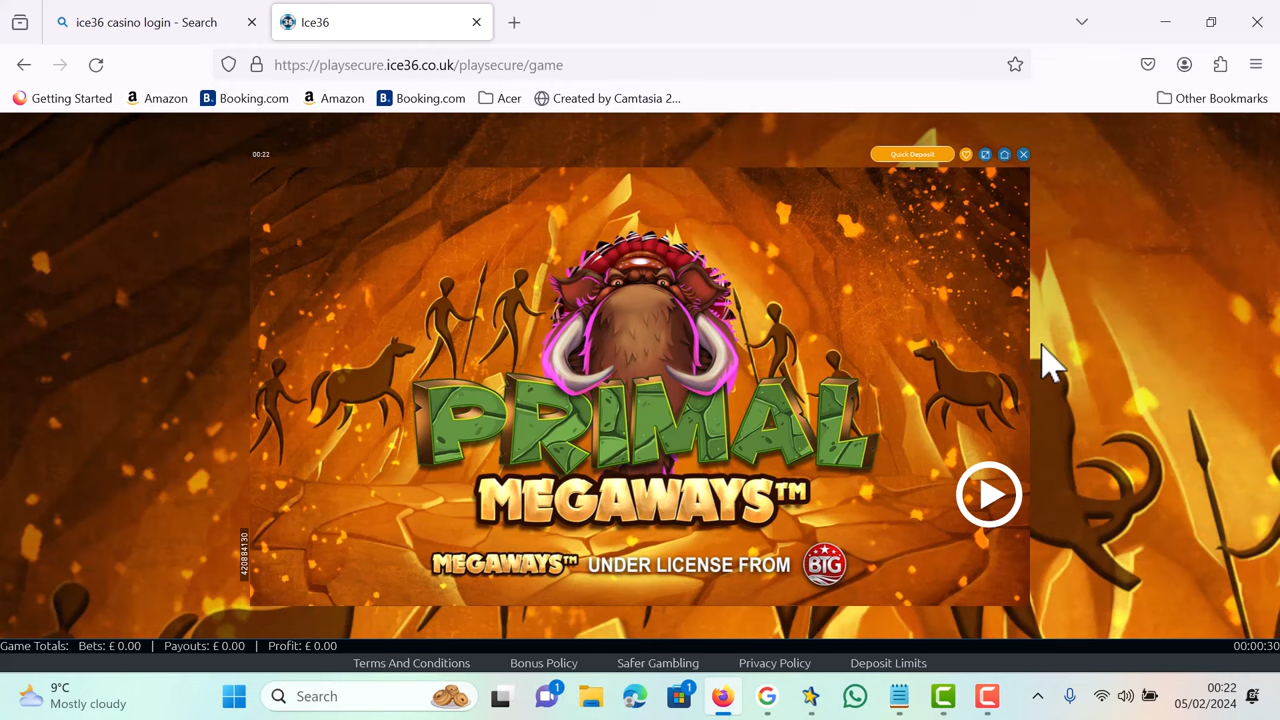 ice36 casino login - Search
Ice36
https://playsecure.ice36.co.uk/playsecure/game
Getting Started
Amazon
Booking.com
Amazon
Booking.com
Acer
Created by Camtasia 2...
Other Bookmarks
00:22
Quick Deposit
PRIMAL
MEGAWAYS™
MEGAWAYS™ UNDER LICENSE FROM BIG
420884130
Game Totals: Bets: £ 0.00 | Payouts: £ 0.00 | Profit: £ 0.00
00:00:30
Terms And Conditions
Bonus Policy
Safer Gambling
Privacy Policy
Deposit Limits
9°C
Mostly cloudy
Search
1
1
00:22
05/02/2024